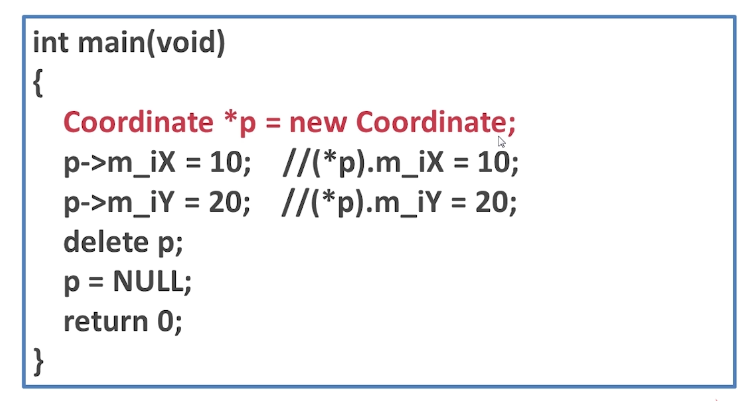 int main(void)
{
Coordinate *p = new Coordinate;
p->m_iX = 10; //(*p).m_iX = 10;
p->m_iY = 20; //(*p).m_iY = 20;
delete p;
p = NULL;
return 0;
}